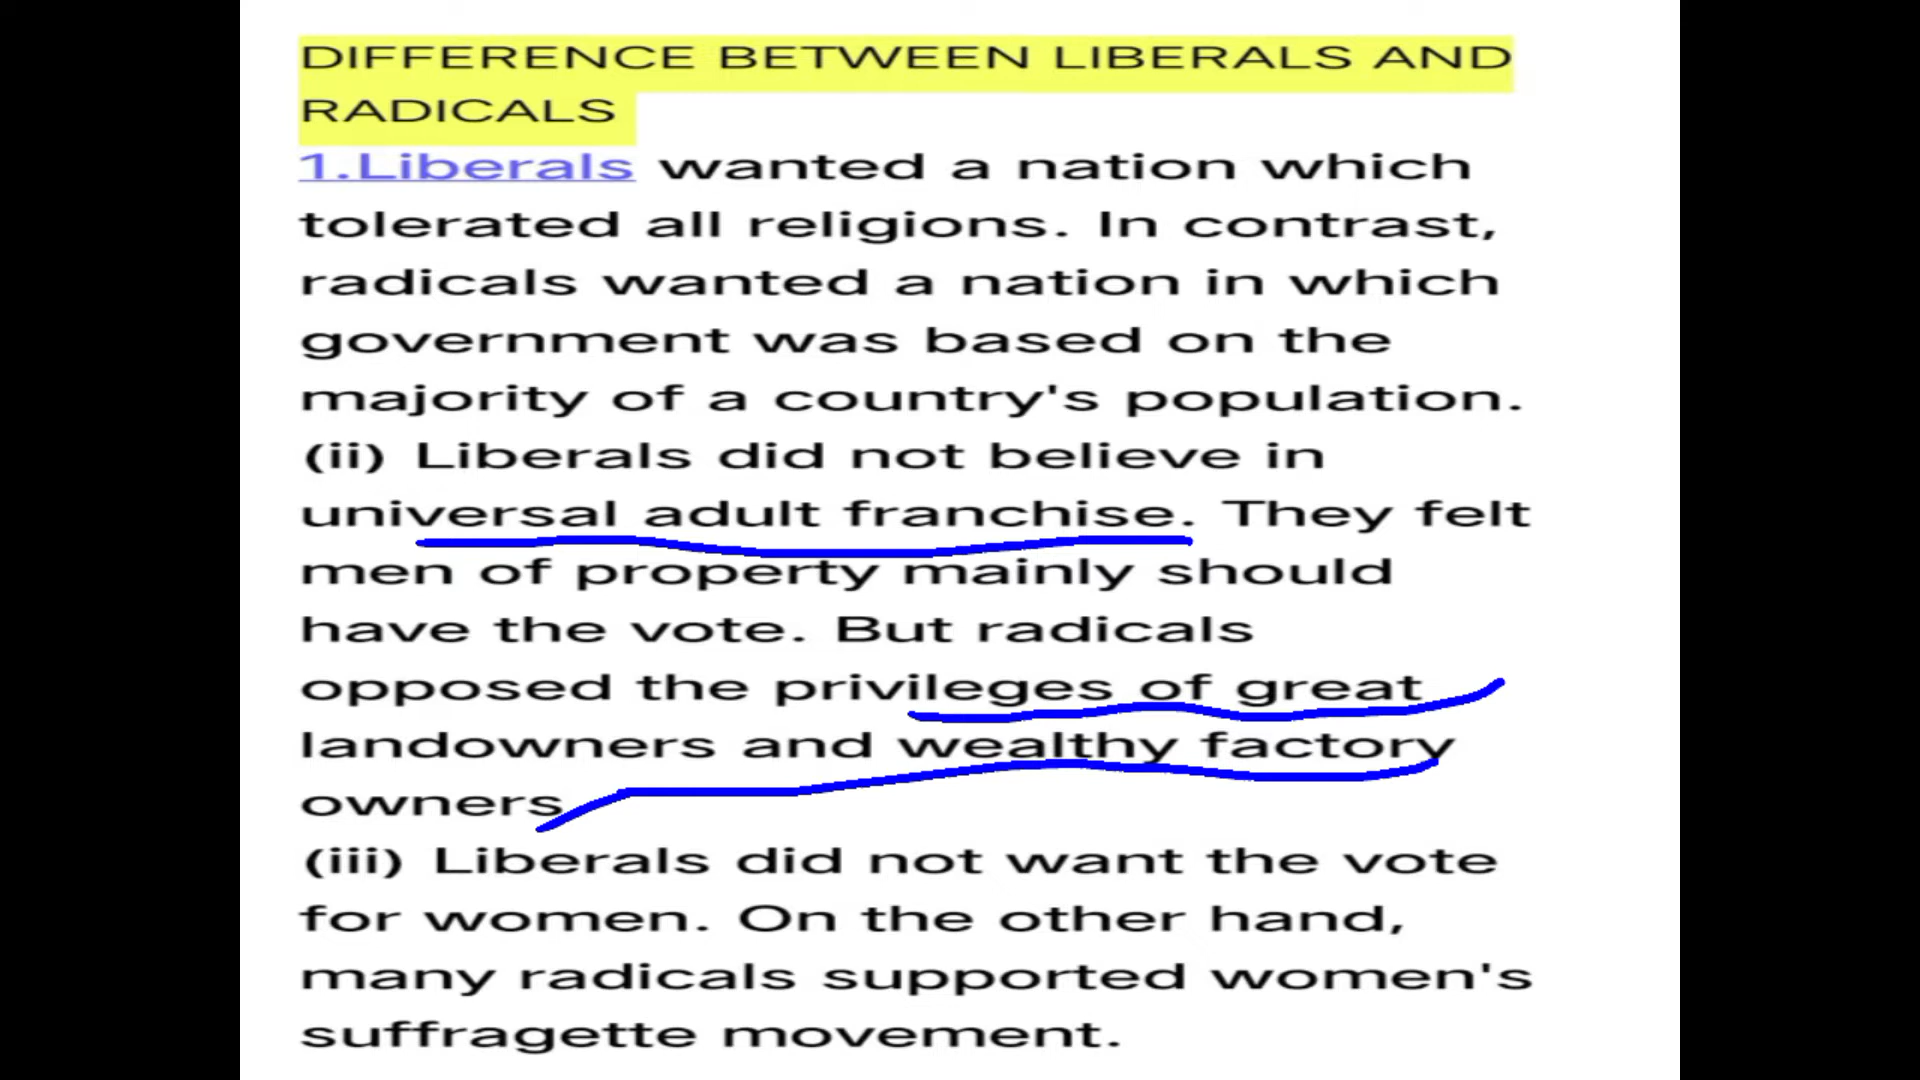 DIFFERENCE BETWEEN LIBERALS AND
RADICALS
1.Liberals wanted a nation which
tolerated all religions. In contrast,
radicals wanted a nation in which
government was based on the
majority of a country's population.
(ii) Liberals did not believe in
universal adult franchise. They felt
men of property mainly should
have the vote. But radicals
opposed the privileges of great
landowners and wealthy factory
owners
(iii) Liberals did not want the vote
for women. On the other hand,
many radicals supported women's
suffragette movement.